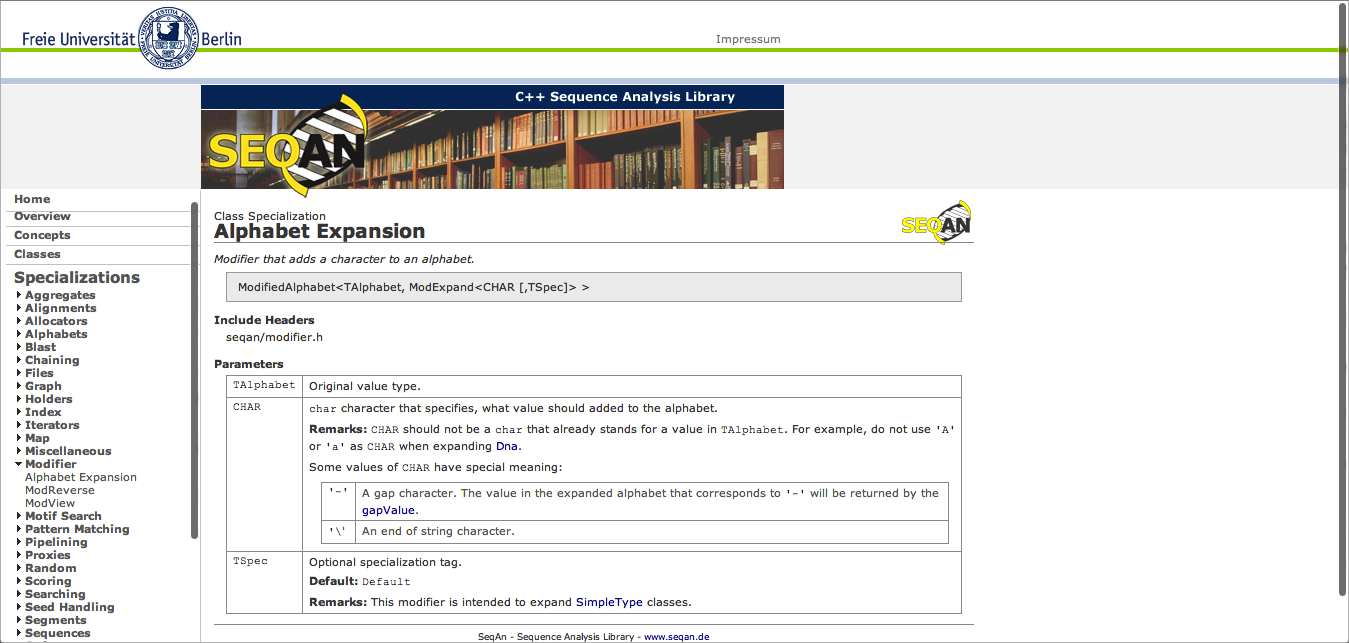 Freie Universität Berlin
Impressum
C++ Sequence Analysis Library
SEQAN
Home
Overview
Concepts
Classes
Specializations
Aggregates
Alignments
Allocators
Alphabets
Blast
Chaining
Files
Graph
Holders
Index
Iterators
Map
Miscellaneous
Modifier
Alphabet Expansion
ModReverse
ModView
Motif Search
Pattern Matching
Pipelining
Proxies
Random
Scoring
Searching
Seed Handling
Segments
Sequences
Class Specialization
Alphabet Expansion
SEQAN
Modifier that adds a character to an alphabet.
ModifiedAlphabet<TAlphabet, ModExpand<CHAR [,TSpec]> >
Include Headers
seqan/modifier.h
Parameters
TAlphabet Original value type.
CHAR char character that specifies, what value should added to the alphabet.
Remarks: CHAR should not be a char that already stands for a value in TAlphabet. For example, do not use 'A'
or 'a' as CHAR when expanding Dna.
Some values of CHAR have special meaning:
'-' A gap character. The value in the expanded alphabet that corresponds to '-' will be returned by the
gapValue.
'\' An end of string character.
TSpec Optional specialization tag.
Default: Default
Remarks: This modifier is intended to expand SimpleType classes.
SeqAn - Sequence Analysis Library - www.seqan.de